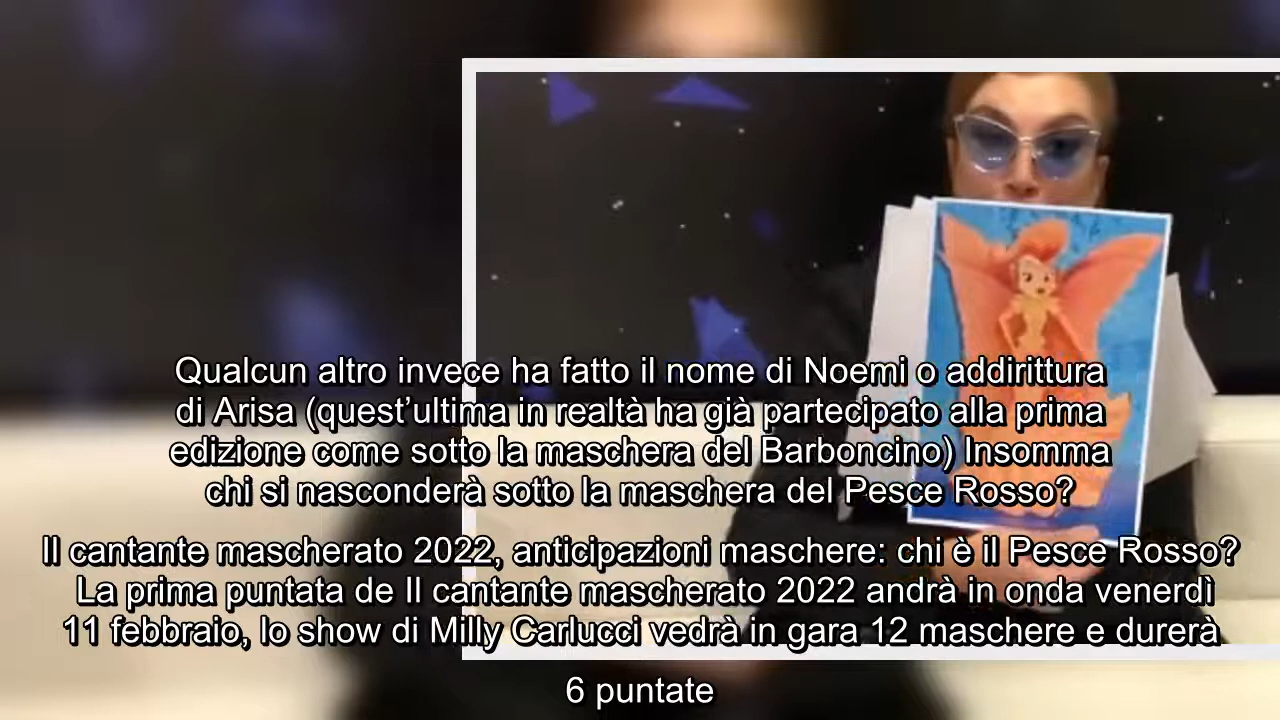 Qualcun altro invece ha fatto il nome di Noemi o addirittura
di Arisa (quest’ultima in realtà ha già partecipato alla prima
edizione come sotto la maschera del Barboncino) Insomma
chi si nasconderà sotto la maschera del Pesce Rosso?
Il cantante mascherato 2022, anticipazioni maschere: chi è il Pesce Rosso?
La prima puntata de Il cantante mascherato 2022 andrà in onda venerdì
11 febbraio, lo show di Milly Carlucci vedrà in gara 12 maschere e durerà
6 puntate